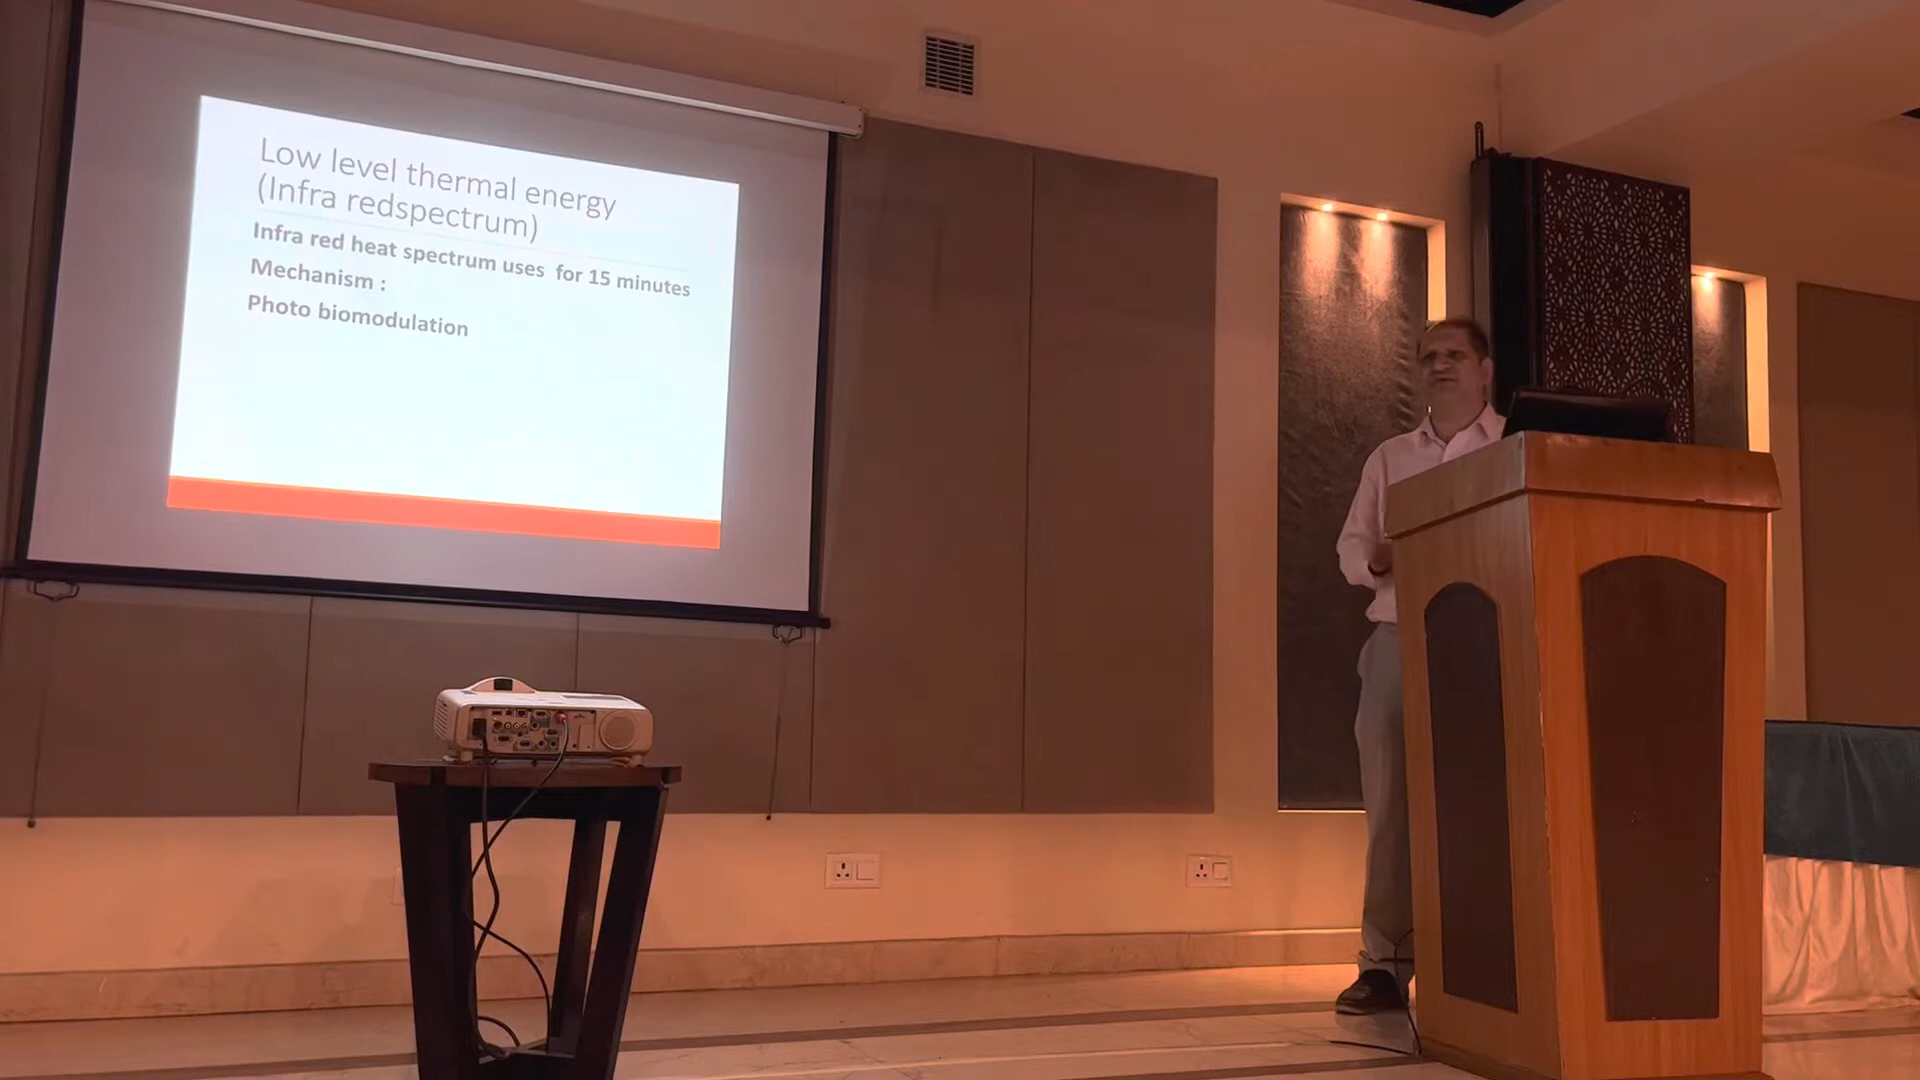 Low level thermal energy
(Infra redspectrum)
Infra red heat spectrum uses for 15 minutes
Mechanism :
Photo biomodulation